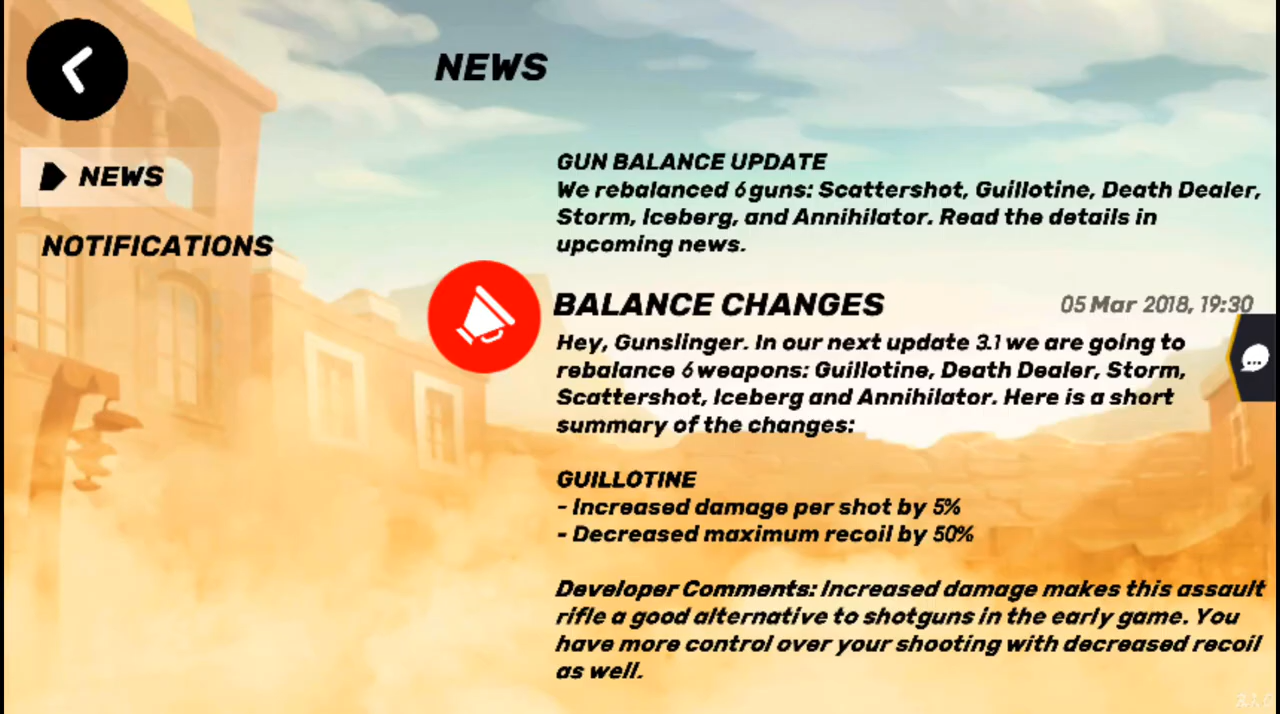 NEWS
NEWS
NOTIFICATIONS
GUN BALANCE UPDATE
We rebalanced 6 guns: Scattershot, Guillotine, Death Dealer,
Storm, Iceberg, and Annihilator. Read the details in
upcoming news.
BALANCE CHANGES
05 Mar 2018, 19:30
Hey, Gunslinger. In our next update 3.1 we are going to
rebalance 6 weapons: Guillotine, Death Dealer, Storm,
Scattershot, Iceberg and Annihilator. Here is a short
summary of the changes:
GUILLOTINE
- Increased damage per shot by 5%
- Decreased maximum recoil by 50%
Developer Comments: Increased damage makes this assault
rifle a good alternative to shotguns in the early game. You
have more control over your shooting with decreased recoil
as well.